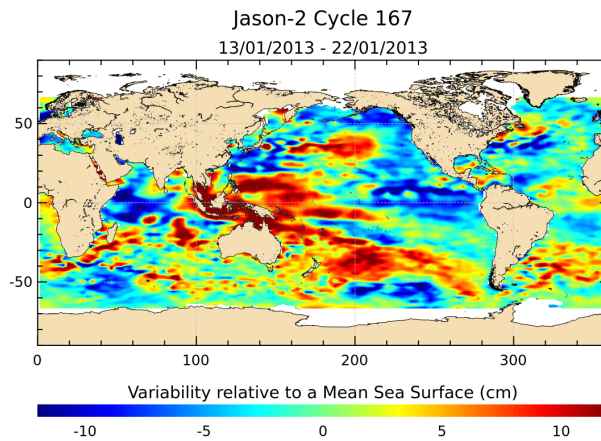 Jason-2 Cycle 167
13/01/2013 - 22/01/2013
50
0
-50
0 100 200 300
Variability relative to a Mean Sea Surface (cm)
-10 -5 0 5 10